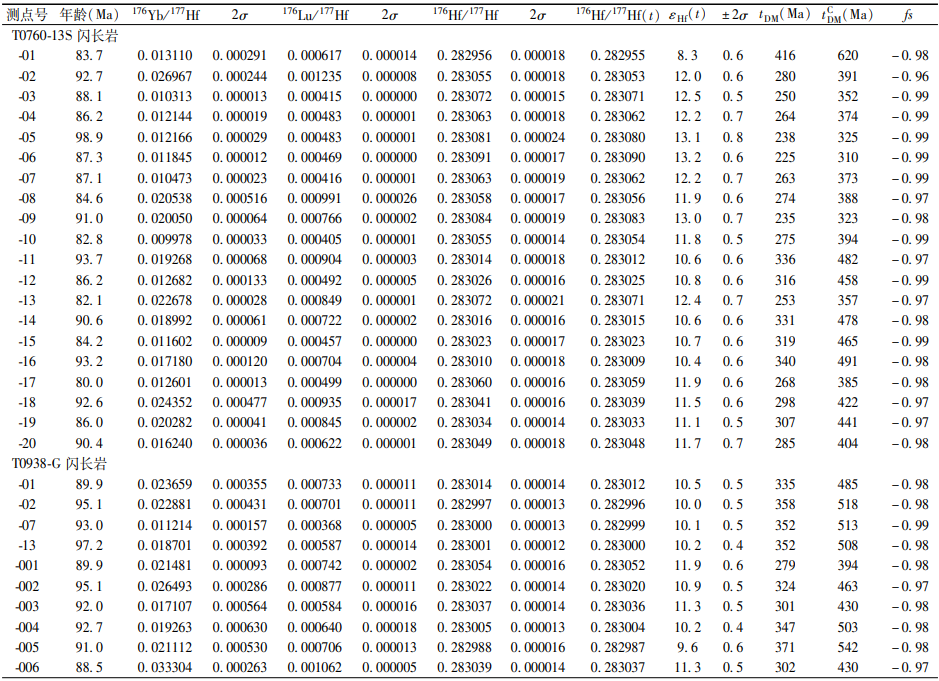 测点号 年龄(Ma) ¹⁷⁶Yb/¹⁷⁷Hf 2σ ¹⁷⁶Lu/¹⁷⁷Hf 2σ ¹⁷⁶Hf/¹⁷⁷Hf 2σ ¹⁷⁶Hf/¹⁷⁷Hf(t) εHf(t) ±2σ tDM(Ma) tCDM(Ma) fs
T0760-13S 闪长岩
-01 83.7 0.013110 0.000291 0.000617 0.000014 0.282956 0.000018 0.282955 8.3 0.6 416 620 −0.98
-02 92.7 0.026967 0.000244 0.001235 0.000008 0.283055 0.000018 0.283053 12.0 0.6 280 391 −0.96
-03 88.1 0.010313 0.000013 0.000415 0.000000 0.283072 0.000015 0.283071 12.5 0.5 250 352 −0.99
-04 86.2 0.012144 0.000019 0.000483 0.000001 0.283063 0.000018 0.283062 12.2 0.7 264 374 −0.99
-05 98.9 0.012166 0.000029 0.000483 0.000001 0.283081 0.000024 0.283080 13.1 0.8 238 325 −0.99
-06 87.3 0.011845 0.000012 0.000469 0.000000 0.283091 0.000017 0.283090 13.2 0.6 225 310 −0.99
-07 87.1 0.010473 0.000023 0.000416 0.000001 0.283063 0.000019 0.283062 12.2 0.7 263 373 −0.99
-08 84.6 0.020538 0.000516 0.000991 0.000026 0.283058 0.000017 0.283056 11.9 0.6 274 388 −0.97
-09 91.0 0.020050 0.000064 0.000766 0.000002 0.283084 0.000019 0.283083 13.0 0.7 235 323 −0.98
-10 82.8 0.009978 0.000033 0.000405 0.000001 0.283055 0.000014 0.283054 11.8 0.5 275 394 −0.99
-11 93.7 0.019268 0.000068 0.000904 0.000003 0.283014 0.000018 0.283012 10.6 0.6 336 482 −0.97
-12 86.2 0.012682 0.000133 0.000492 0.000005 0.283026 0.000016 0.283025 10.8 0.6 316 458 −0.99
-13 82.1 0.022678 0.000028 0.000849 0.000001 0.283072 0.000021 0.283071 12.4 0.7 253 357 −0.97
-14 90.6 0.018992 0.000061 0.000722 0.000002 0.283016 0.000016 0.283015 10.6 0.6 331 478 −0.98
-15 84.2 0.011602 0.000009 0.000457 0.000000 0.283023 0.000017 0.283023 10.7 0.6 319 465 −0.99
-16 93.2 0.017180 0.000120 0.000704 0.000004 0.283010 0.000018 0.283009 10.4 0.6 340 491 −0.98
-17 80.0 0.012601 0.000013 0.000499 0.000000 0.283060 0.000016 0.283059 11.9 0.6 268 385 −0.98
-18 92.6 0.024352 0.000477 0.000935 0.000017 0.283041 0.000016 0.283039 11.5 0.6 298 422 −0.97
-19 86.0 0.020282 0.000041 0.000845 0.000002 0.283034 0.000014 0.283033 11.1 0.5 307 441 −0.97
-20 90.4 0.016240 0.000036 0.000622 0.000001 0.283049 0.000018 0.283048 11.7 0.7 285 404 −0.98
T0938-G 闪长岩
-01 89.9 0.023659 0.000355 0.000733 0.000011 0.283014 0.000014 0.283012 10.5 0.5 335 485 −0.98
-02 95.1 0.022881 0.000431 0.000701 0.000011 0.282997 0.000013 0.282996 10.0 0.5 358 518 −0.98
-07 93.0 0.011214 0.000157 0.000368 0.000005 0.283000 0.000013 0.282999 10.1 0.5 352 513 −0.99
-13 97.2 0.018701 0.000392 0.000587 0.000014 0.283001 0.000012 0.283000 10.2 0.4 352 508 −0.98
-001 89.9 0.021481 0.000093 0.000742 0.000002 0.283054 0.000016 0.283052 11.9 0.6 279 394 −0.98
-002 95.1 0.026493 0.000286 0.000877 0.000011 0.283022 0.000014 0.283020 10.9 0.5 324 463 −0.97
-003 92.0 0.017107 0.000564 0.000584 0.000016 0.283037 0.000014 0.283036 11.3 0.5 301 430 −0.98
-004 92.7 0.019263 0.000630 0.000640 0.000018 0.283005 0.000013 0.283004 10.2 0.4 347 503 −0.98
-005 91.0 0.021112 0.000530 0.000706 0.000013 0.282988 0.000016 0.282987 9.6 0.6 371 542 −0.98
-006 88.5 0.033304 0.000263 0.001062 0.000005 0.283039 0.000014 0.283037 11.3 0.5 302 430 −0.97